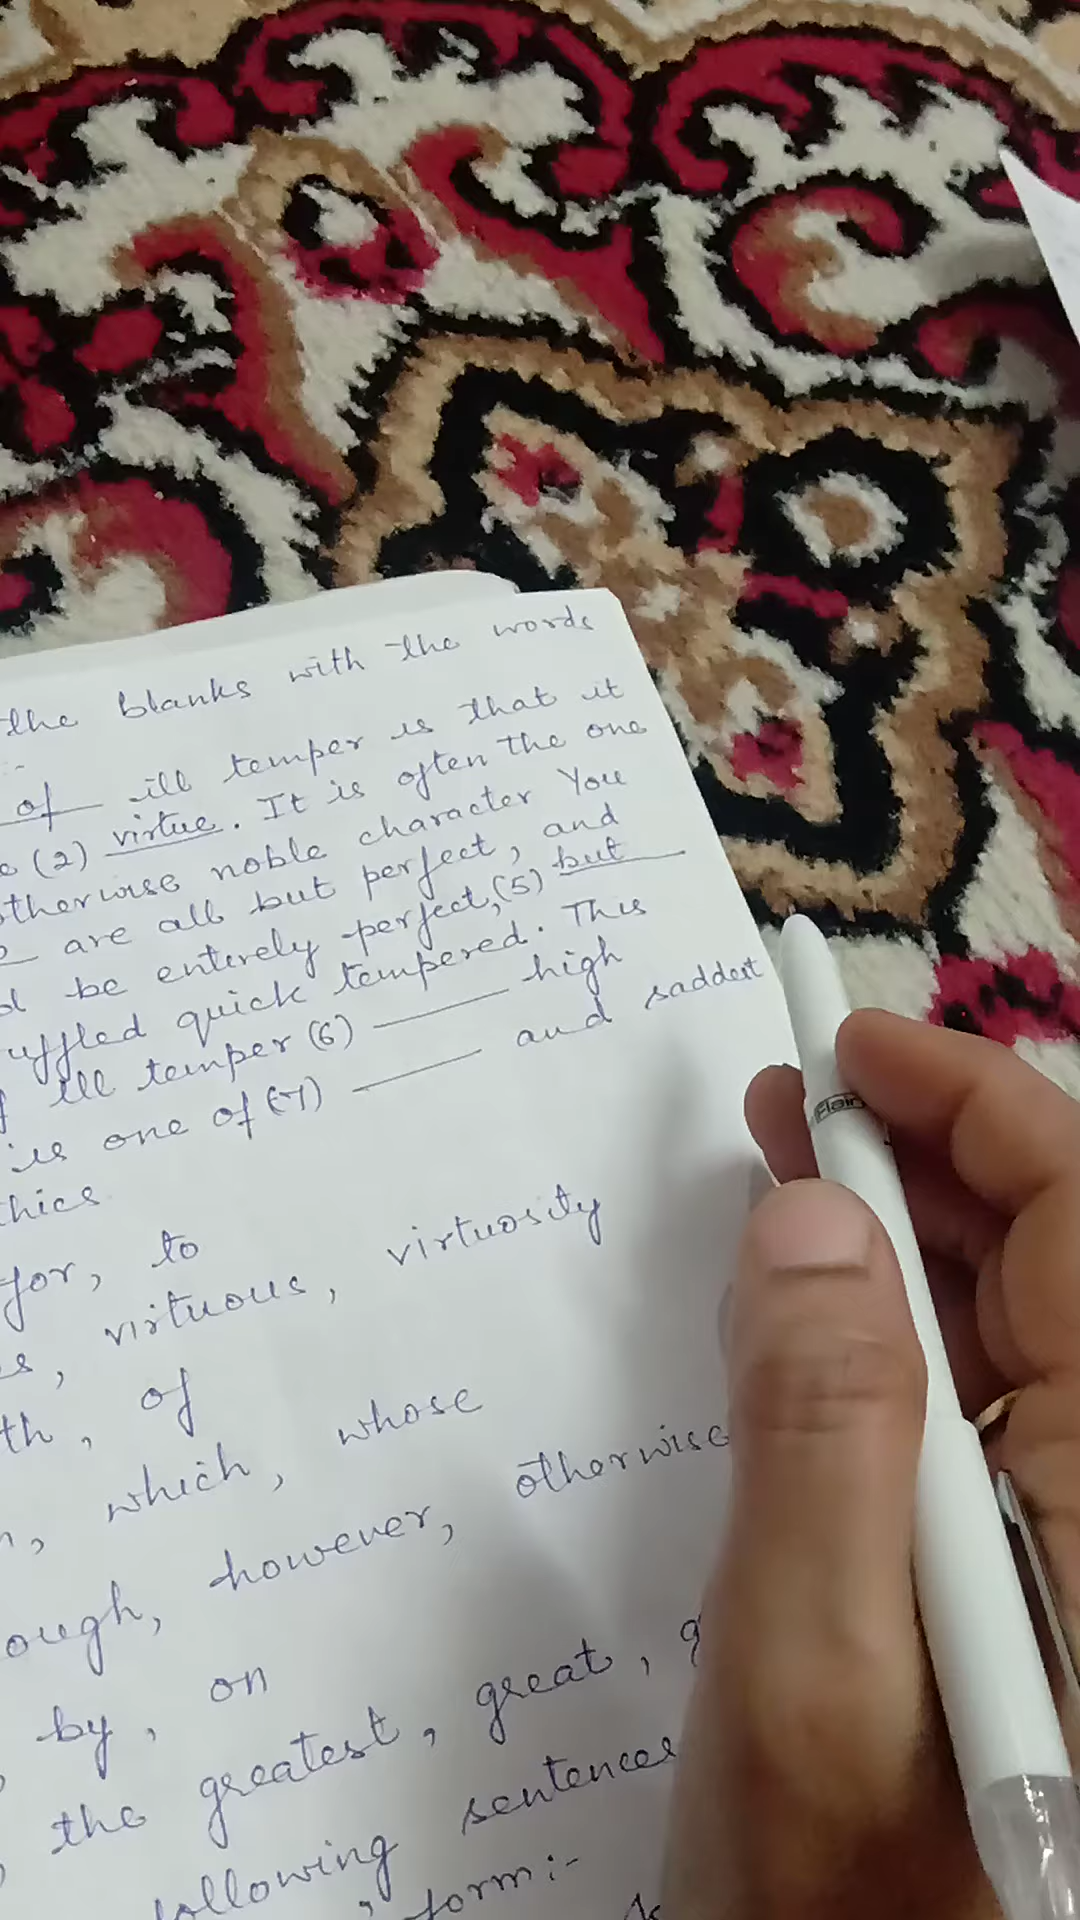 the blanks with the words
of ill temper is that it
(2) virtue. It is often the one
otherwise noble character You
are all but perfect, and
be entirely perfect, (5) but
quick tempered. This
ill temper (6) ____ high
is one of (7) ____ and saddest
for, to
virtuous, virtuosity
of
which, whose
however, otherwise
by, on
the greatest, great,
following sentences
form:-
Flair